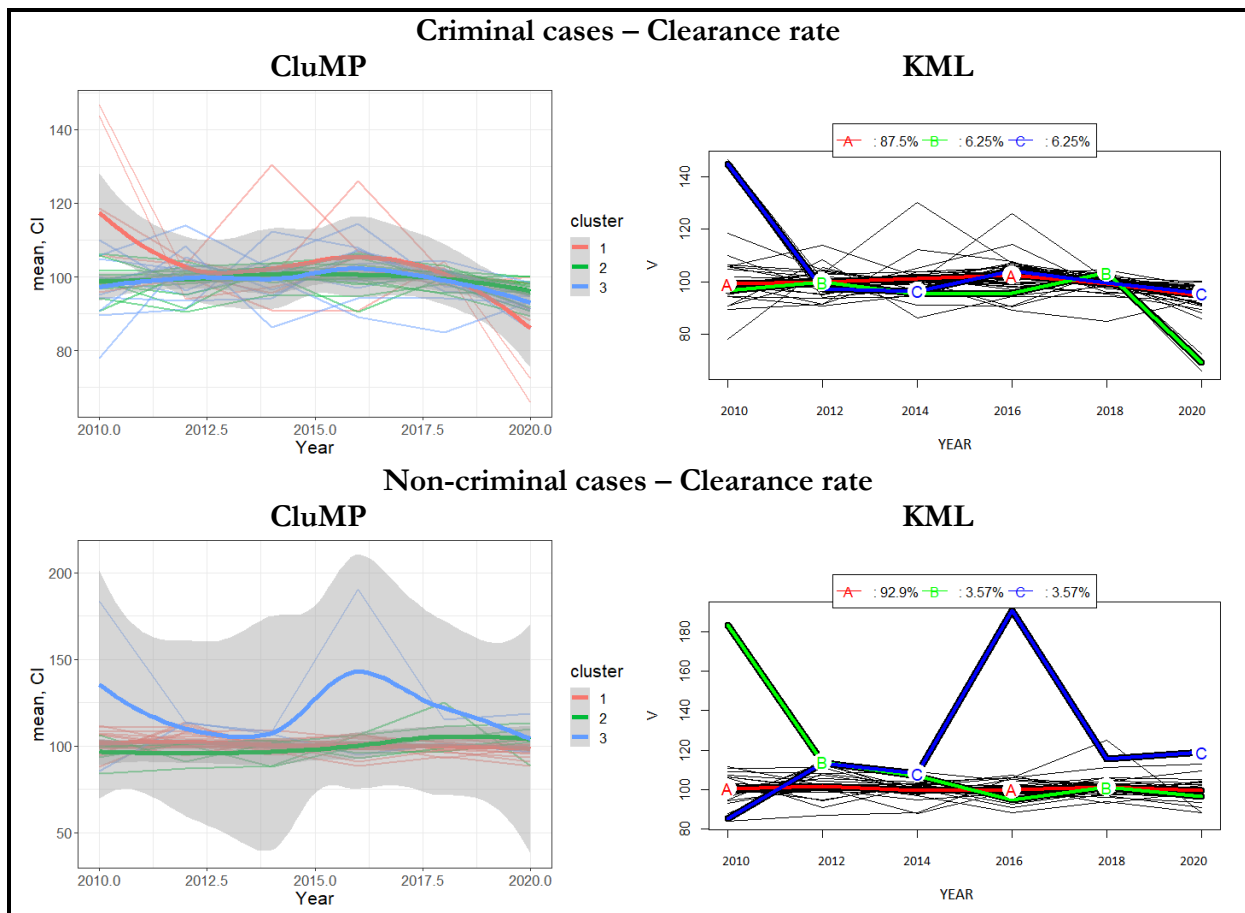 Criminal cases – Clearance rate
CluMP
KML
mean, CI
140
120
100
80
2010.0 2012.5 2015.0 2017.5 2020.0
Year
cluster
1
2
3
A : 87.5% B : 6.25% C : 6.25%
V
140
120
100
80
A B C A B C
2010 2012 2014 2016 2018 2020
YEAR
Non-criminal cases – Clearance rate
CluMP
KML
mean, CI
200
150
100
50
2010.0 2012.5 2015.0 2017.5 2020.0
Year
cluster
1
2
3
A : 92.9% B : 3.57% C : 3.57%
V
180
160
140
120
100
80
A B C A B C
2010 2012 2014 2016 2018 2020
YEAR